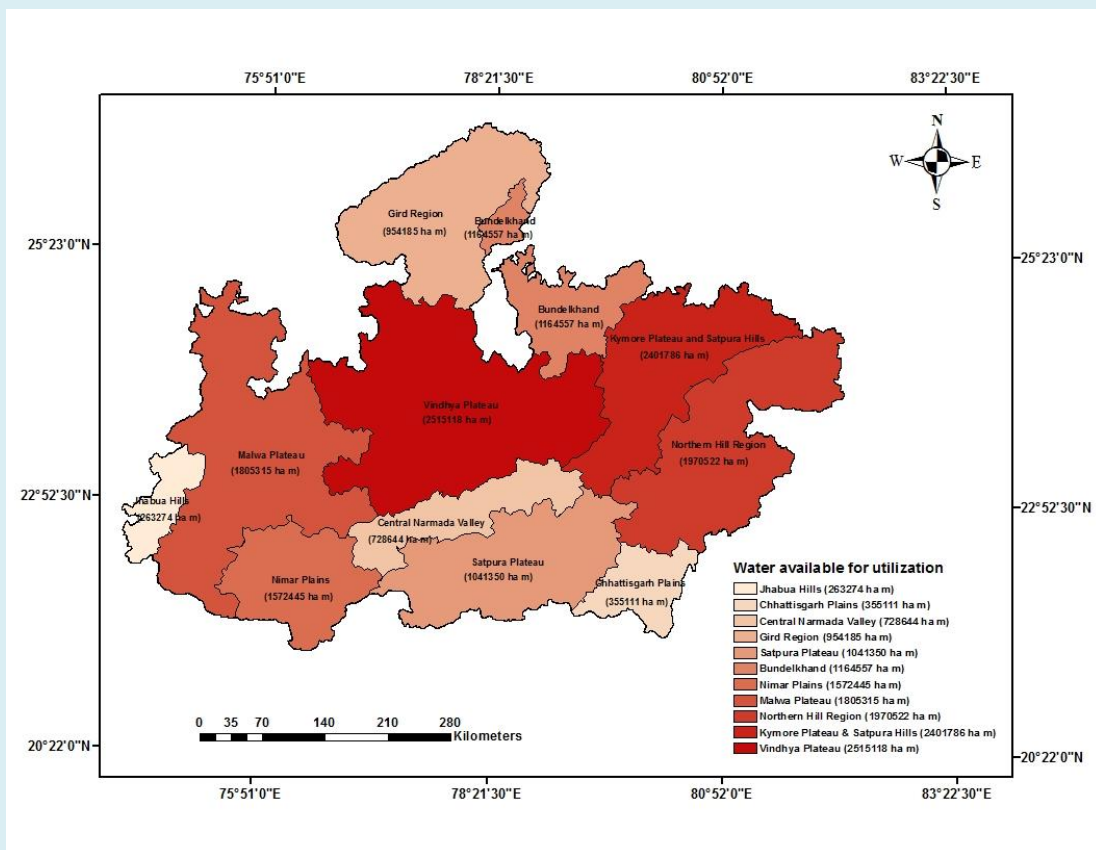 75°51'0"E 78°21'30"E 80°52'0"E 83°22'30"E
N
W E
S
25°23'0"N
25°23'0"N
Gird Region
(954185 ha m)
Bundelkhand
(1164557 ha m)
Bundelkhand
(1164557 ha m)
Kymore Plateau and Satpura Hills
(2401786 ha m)
Vindhya Plateau
(2515118 ha m)
Northern Hill Region
(1970522 ha m)
Malwa Plateau
(1805315 ha m)
22°52'30"N
22°52'30"N
Jhabua Hills
(263274 ha m)
Central Narmada Valley
(728644 ha m)
Satpura Plateau
(1041350 ha m)
Nimar Plains
(1572445 ha m)
Chhattisgarh Plains
(355111 ha m)
Water available for utilization
Jhabua Hills (263274 ha m)
Chhattisgarh Plains (355111 ha m)
Central Narmada Valley (728644 ha m)
Gird Region (954185 ha m)
Satpura Plateau (1041350 ha m)
Bundelkhand (1164557 ha m)
Nimar Plains (1572445 ha m)
Malwa Plateau (1805315 ha m)
Northern Hill Region (1970522 ha m)
Kymore Plateau & Satpura Hills (2401786 ha m)
Vindhya Plateau (2515118 ha m)
0 35 70 140 210 280
Kilometers
20°22'0"N
20°22'0"N
75°51'0"E 78°21'30"E 80°52'0"E 83°22'30"E